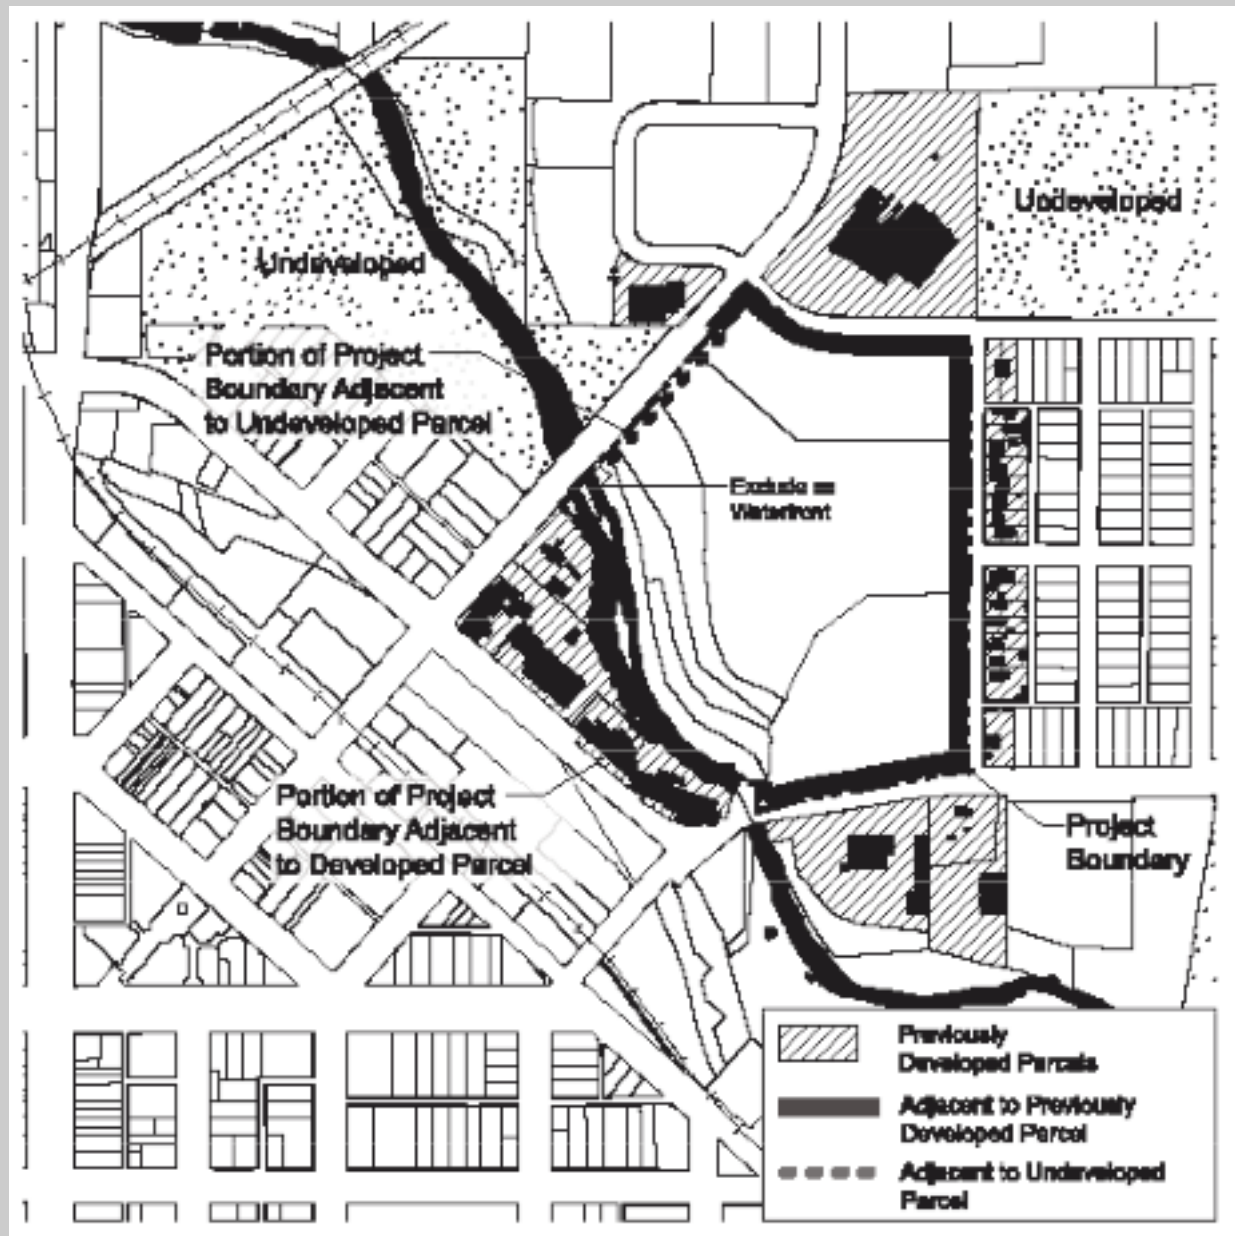 Undeveloped
Undeveloped
Portion of Project
Boundary Adjacent
to Undeveloped Parcel
Exclude as
Waterfront
Portion of Project
Boundary Adjacent
to Developed Parcel
Project
Boundary
Previously
Developed Parcels
Adjacent to Previously
Developed Parcel
Adjacent to Undeveloped
Parcel